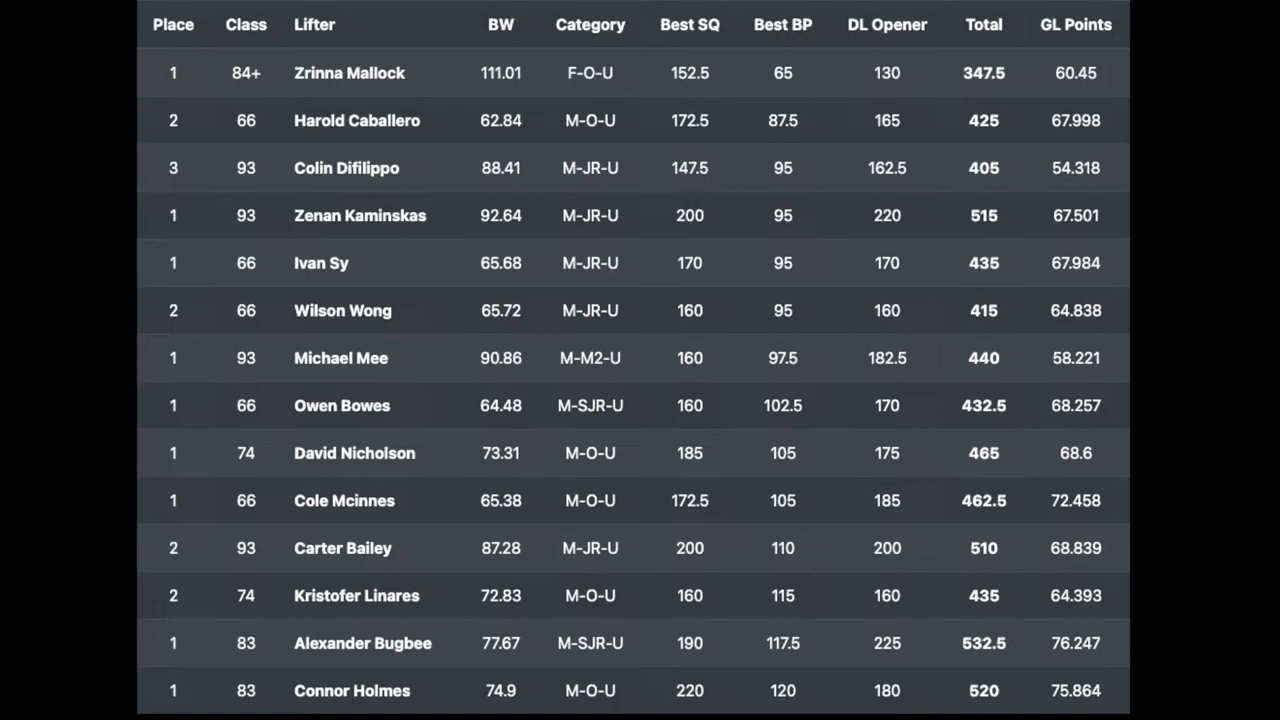 Place Class Lifter BW Category Best SQ Best BP DL Opener Total GL Points
1 84+ Zrinna Mallock 111.01 F-O-U 152.5 65 130 347.5 60.45
2 66 Harold Caballero 62.84 M-O-U 172.5 87.5 165 425 67.998
3 93 Colin Difilippo 88.41 M-JR-U 147.5 95 162.5 405 54.318
1 93 Zenan Kaminskas 92.64 M-JR-U 200 95 220 515 67.501
1 66 Ivan Sy 65.68 M-JR-U 170 95 170 435 67.984
2 66 Wilson Wong 65.72 M-JR-U 160 95 160 415 64.838
1 93 Michael Mee 90.86 M-M2-U 160 97.5 182.5 440 58.221
1 66 Owen Bowes 64.48 M-SJR-U 160 102.5 170 432.5 68.257
1 74 David Nicholson 73.31 M-O-U 185 105 175 465 68.6
1 66 Cole Mcinnes 65.38 M-O-U 172.5 105 185 462.5 72.458
2 93 Carter Bailey 87.28 M-JR-U 200 110 200 510 68.839
2 74 Kristofer Linares 72.83 M-O-U 160 115 160 435 64.393
1 83 Alexander Bugbee 77.67 M-SJR-U 190 117.5 225 532.5 76.247
1 83 Connor Holmes 74.9 M-O-U 220 120 180 520 75.864